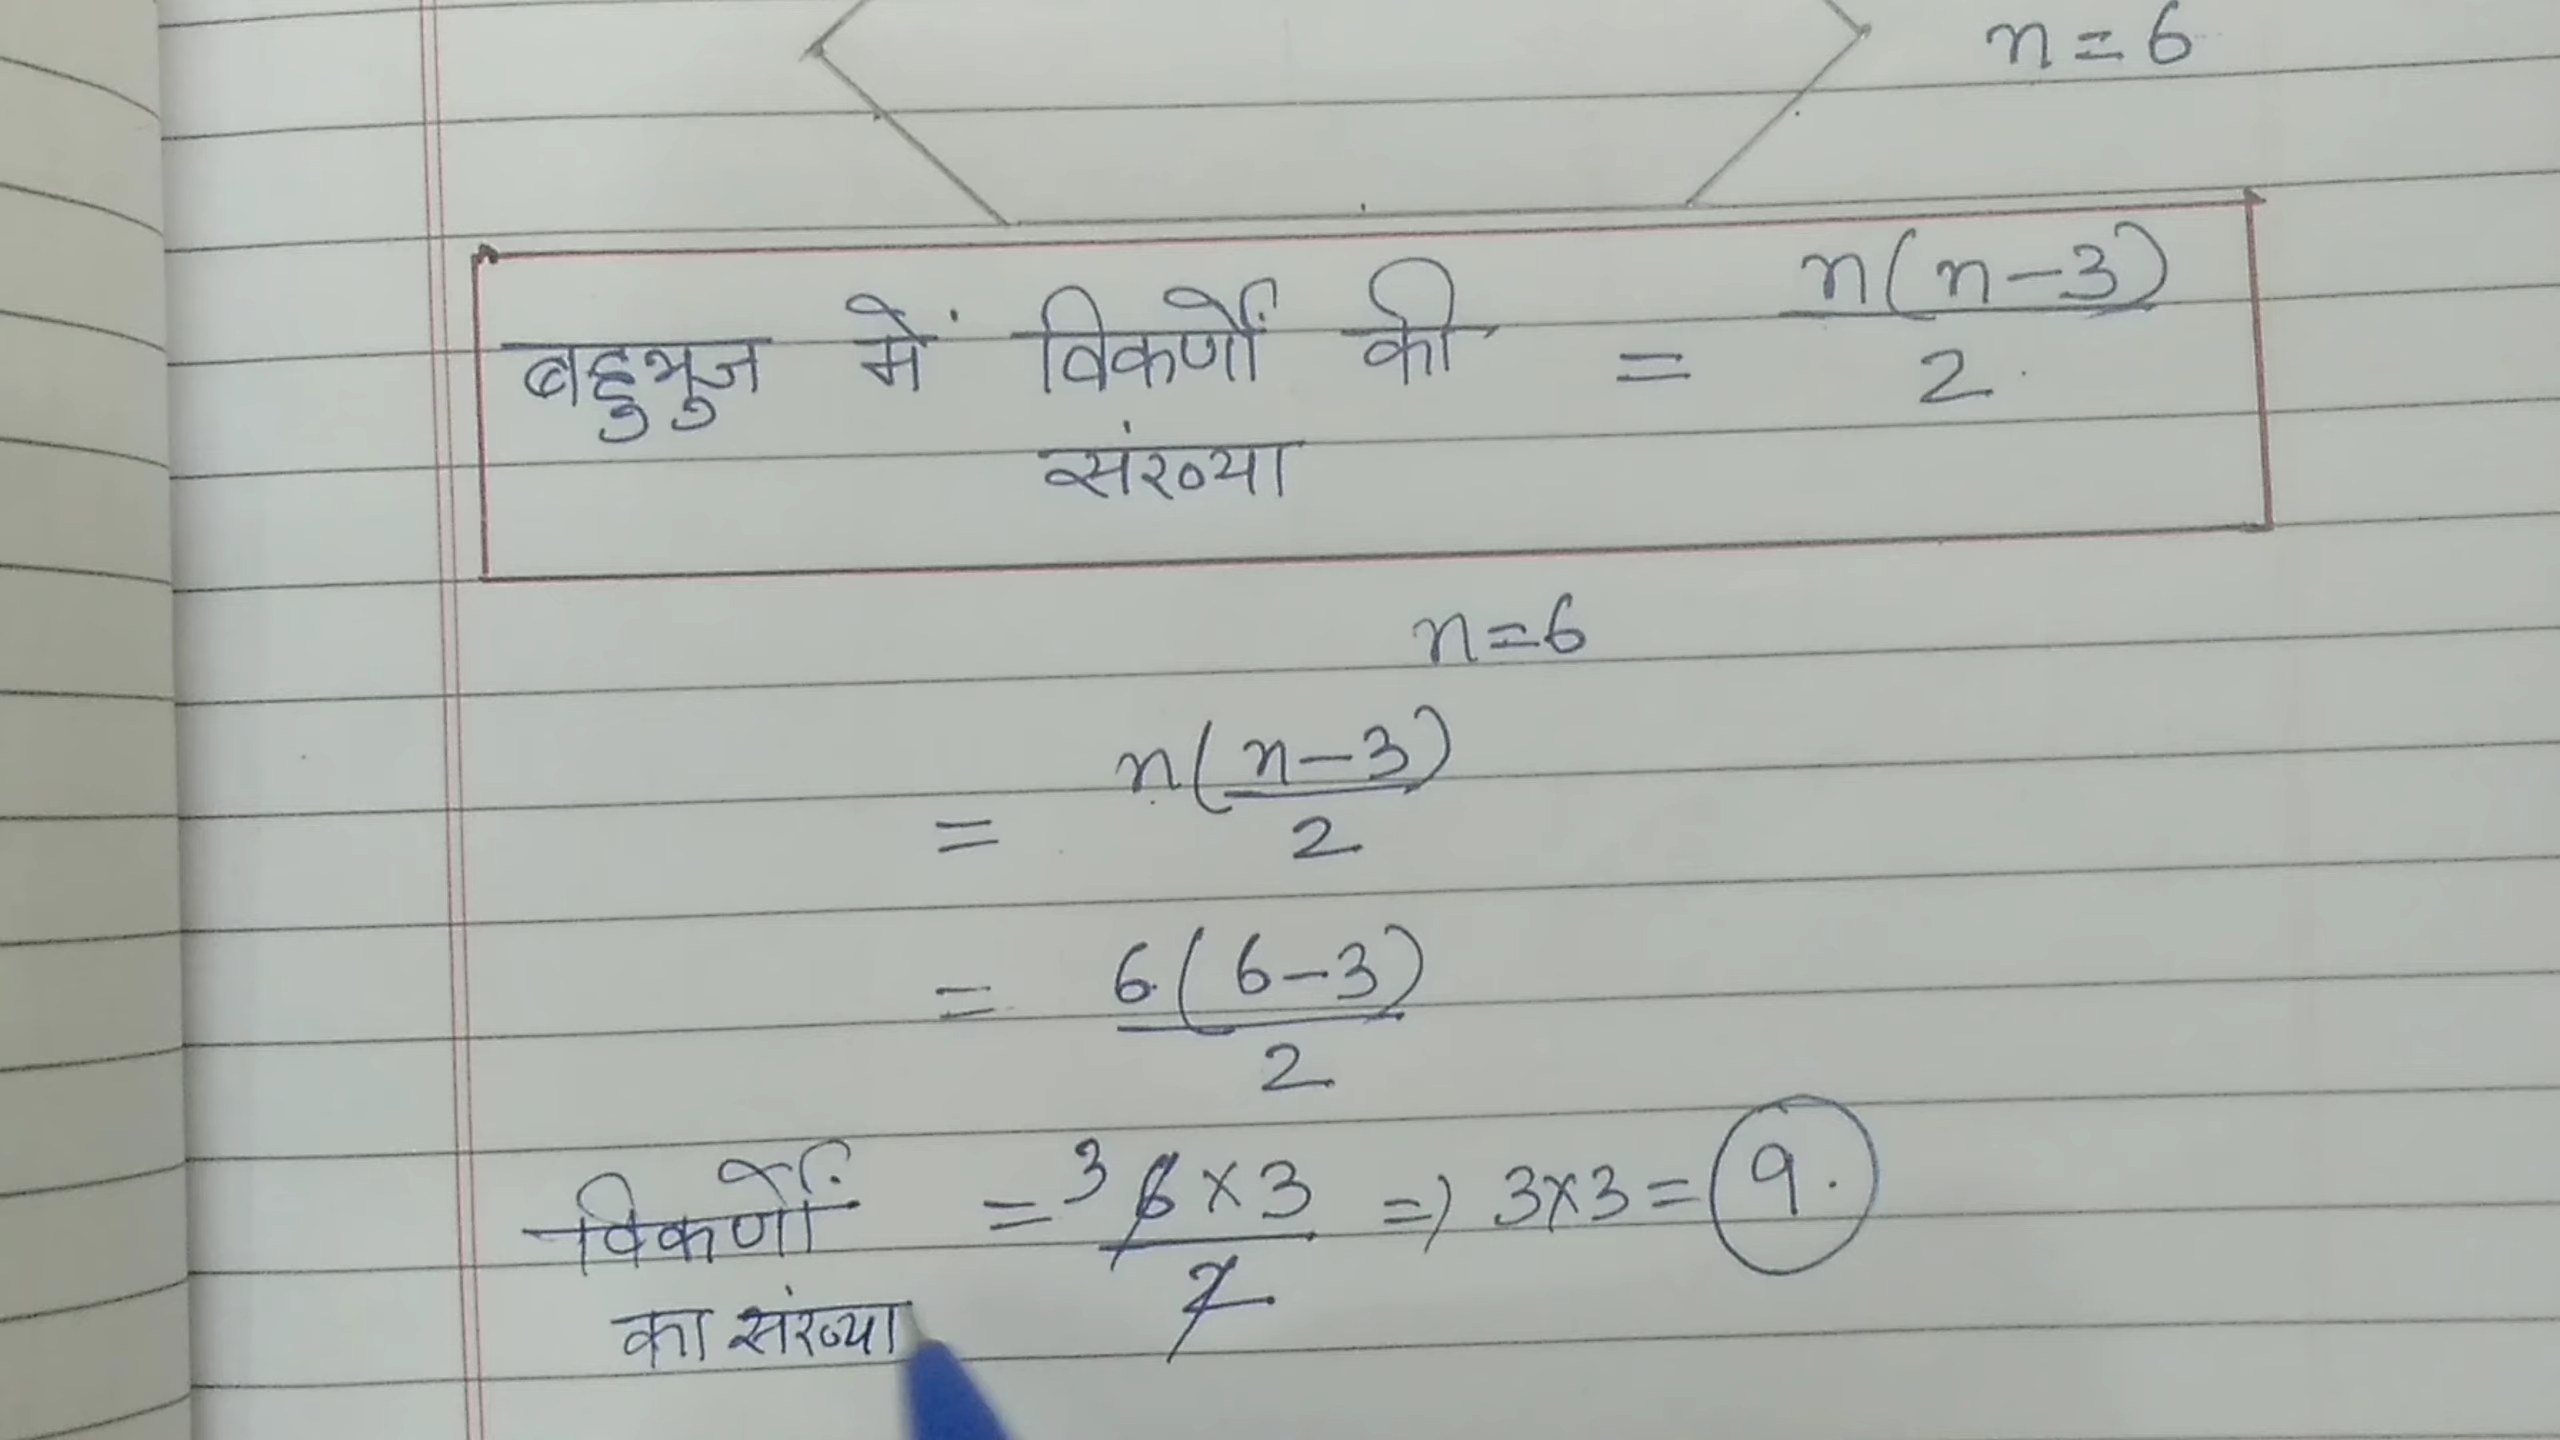 n = 6
बहुभुज में विकर्णों की = n(n-3)/2
संख्या
n=6
= n(n-3)/2
= 6(6-3)/2
विकर्णों = 3 6×3/2 => 3×3 = 9.
का संख्या